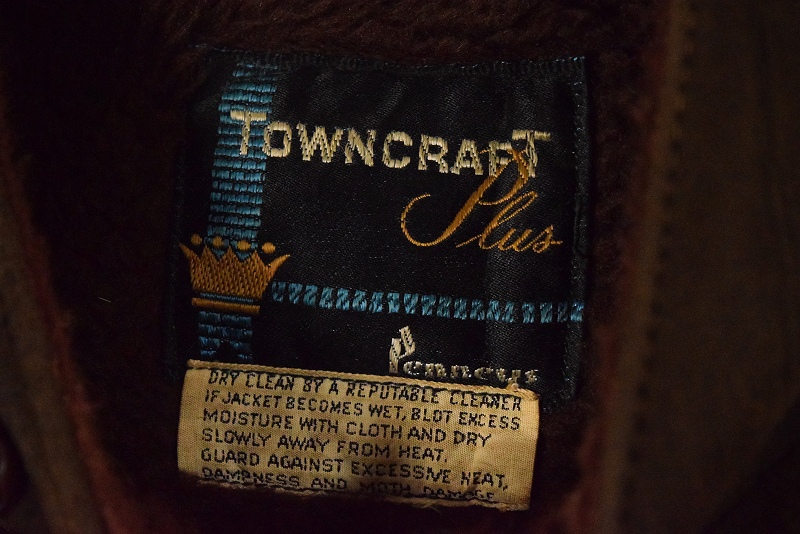 TOWNCRAFT
Plus
Penneys
DRY CLEAN BY A REPUTABLE CLEANER
IF JACKET BECOMES WET, BLOT EXCESS
MOISTURE WITH CLOTH AND DRY
SLOWLY AWAY FROM HEAT.
GUARD AGAINST EXCESSIVE HEAT,
DAMPNESS AND MOTH DAMAGE.